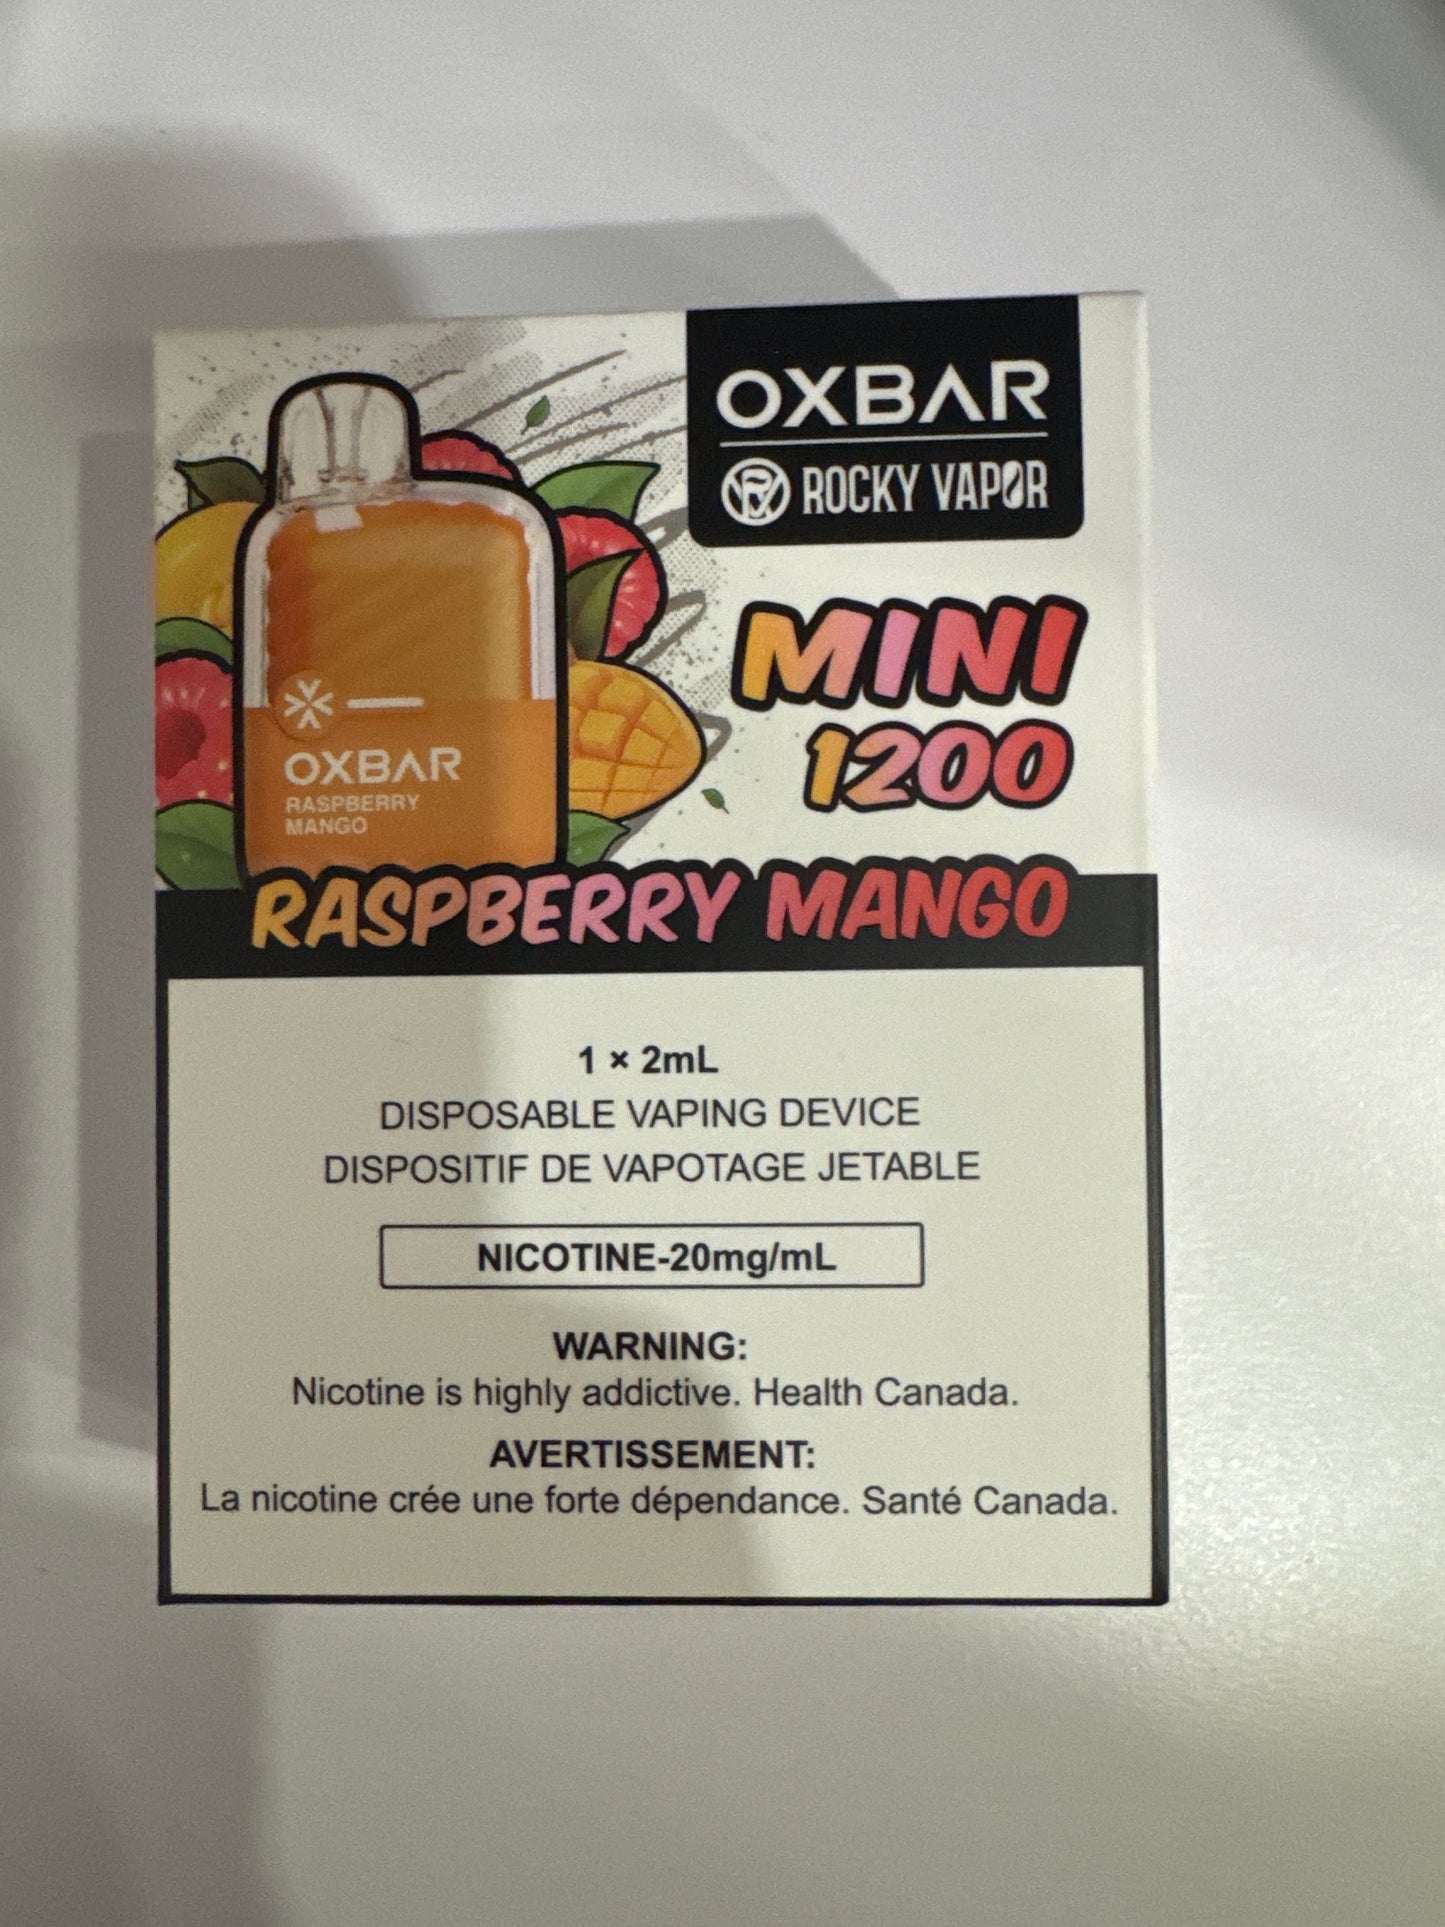 OXBAR
ROCKY VAPOR
MINI
1200
OXBAR
RASPBERRY
MANGO
RASPBERRY MANGO
1 × 2mL
DISPOSABLE VAPING DEVICE
DISPOSITIF DE VAPOTAGE JETABLE
NICOTINE-20mg/mL
WARNING:
Nicotine is highly addictive. Health Canada.
AVERTISSEMENT:
La nicotine crée une forte dépendance. Santé Canada.